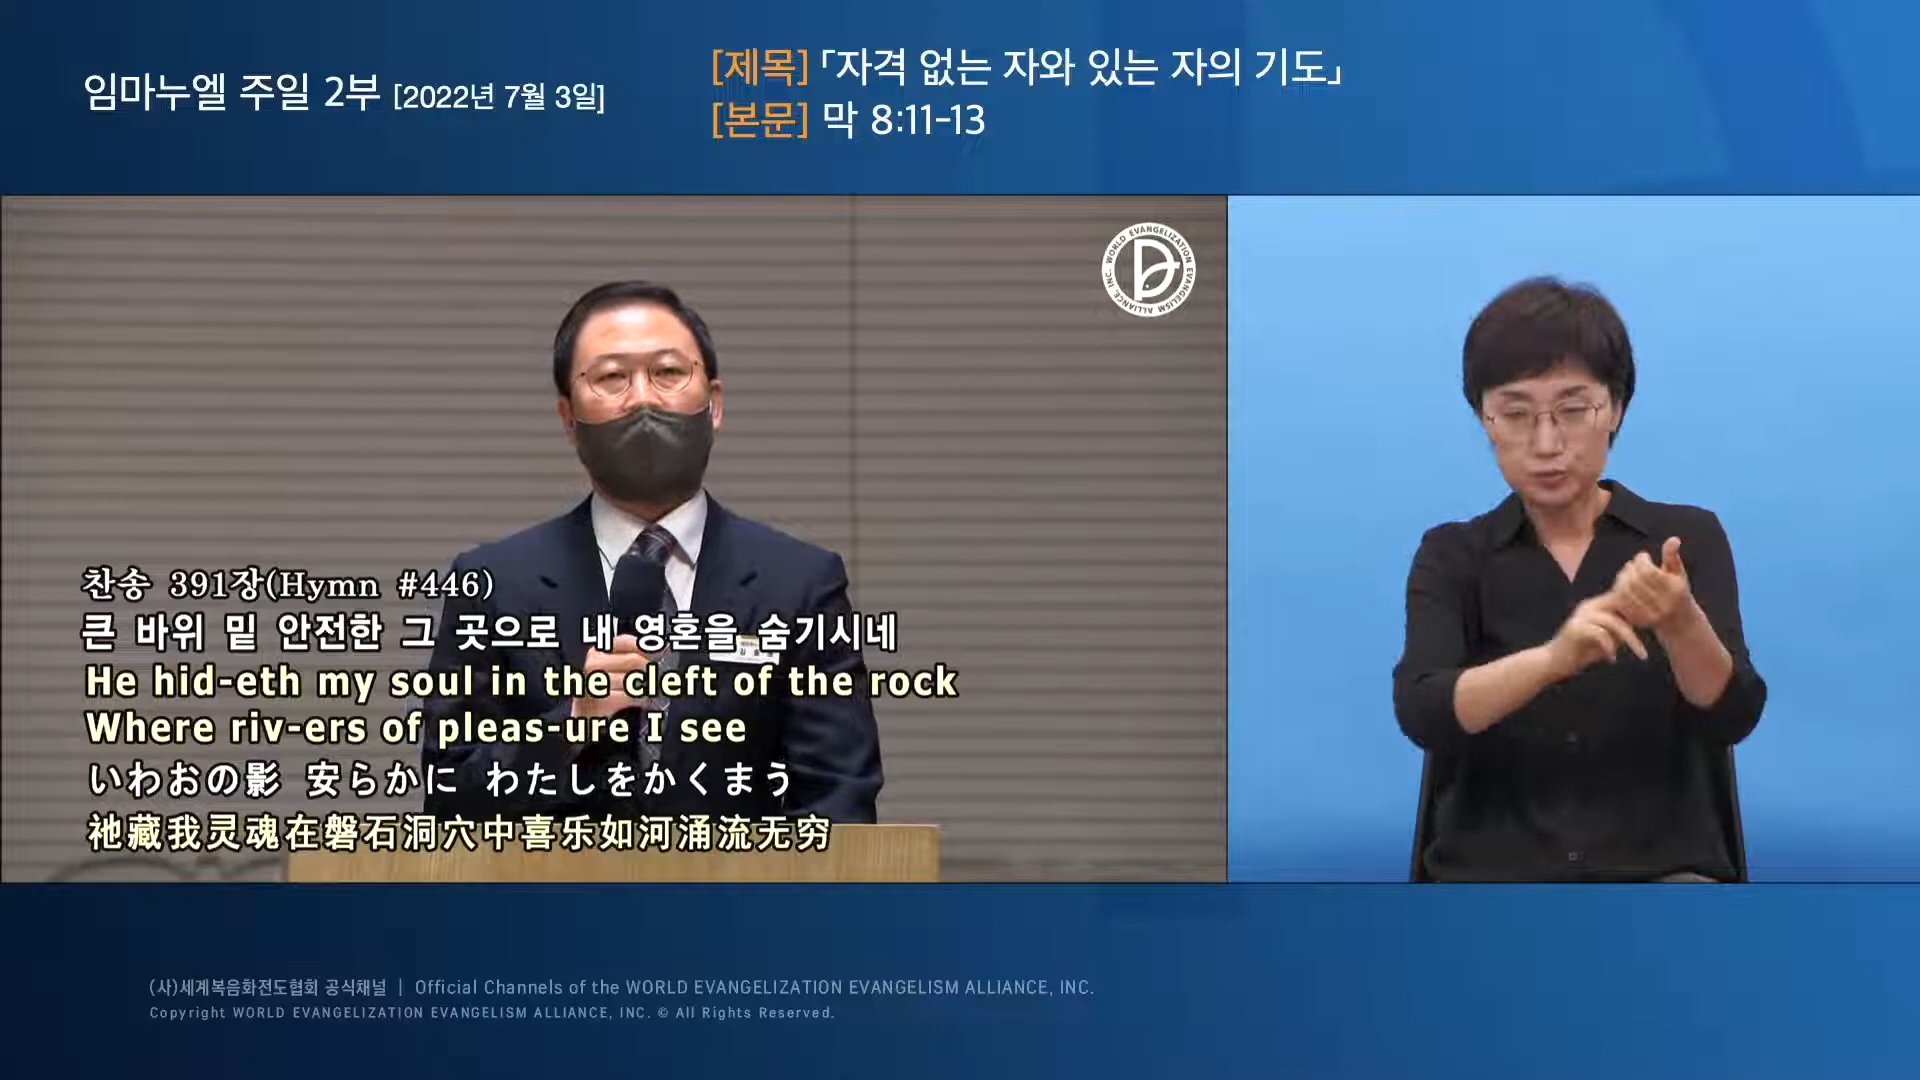 임마누엘 주일 2부 [2022년 7월 3일]
[제목] 「자격 없는 자와 있는 자의 기도」
[본문] 막 8:11-13
WORLD EVANGELIZATION EVANGELISM ALLIANCE, INC.
찬송 391장(Hymn #446)
큰 바위 밑 안전한 그 곳으로 내 영혼을 숨기시네
He hid-eth my soul in the cleft of the rock
Where riv-ers of pleas-ure I see
いわおの影 安らかに わたしをかくまう
祂藏我灵魂在磐石洞穴中喜乐如河涌流无穷
(사)세계복음화전도협회 공식채널 | Official Channels of the WORLD EVANGELIZATION EVANGELISM ALLIANCE, INC.
Copyright WORLD EVANGELIZATION EVANGELISM ALLIANCE, INC. © All Rights Reserved.